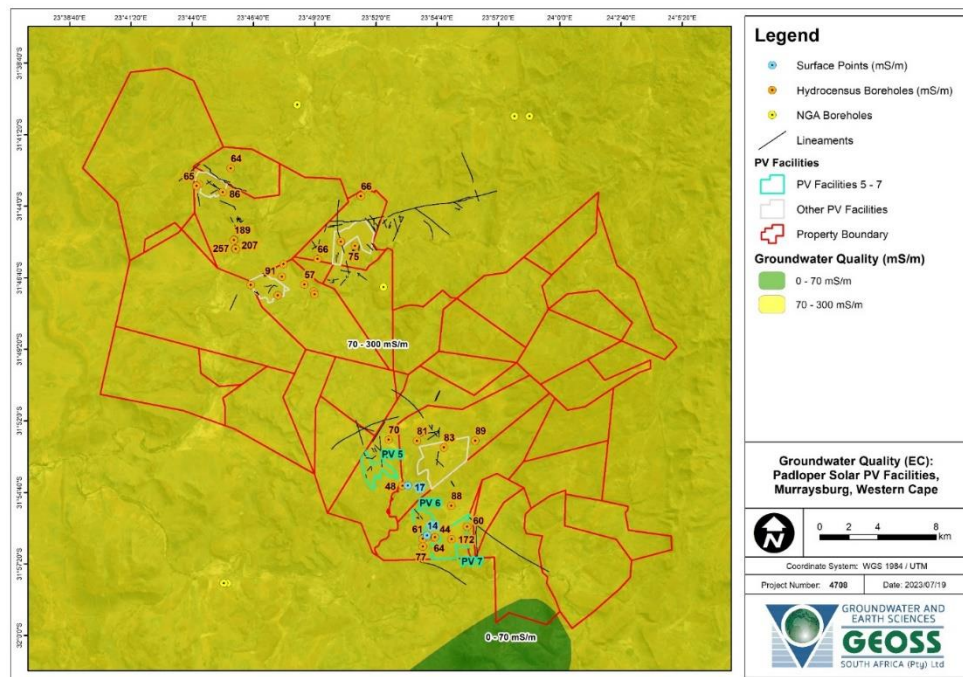 23°38'40"E 23°41'20"E 23°44'0"E 23°46'40"E 23°49'20"E 23°52'0"E 23°54'40"E 23°57'20"E 24°0'0"E 24°2'40"E 24°5'20"E
31°38'40"S
31°41'20"S
31°44'0"S
31°46'40"S
31°49'20"S
31°52'0"S
31°54'40"S
31°57'20"S
32°0'0"S
64
65
86
66
189
257
207
66
75
91
57
70 - 300 mS/m
70
81
83
89
PV 5
48
17
PV 6
88
61
14
44
60
64
172
77
PV 7
0 - 70 mS/m
Legend
Surface Points (mS/m)
Hydrocensus Boreholes (mS/m)
NGA Boreholes
Lineaments
PV Facilities
PV Facilities 5 - 7
Other PV Facilities
Property Boundary
Groundwater Quality (mS/m)
0 - 70 mS/m
70 - 300 mS/m
Groundwater Quality (EC):
Padloper Solar PV Facilities,
Murraysburg, Western Cape
N
0 2 4 8
km
Coordinate System: WGS 1984 / UTM
Project Number: 4708 Date: 2023/07/19
GROUNDWATER AND
EARTH SCIENCES
GEOSS
SOUTH AFRICA (Pty) Ltd